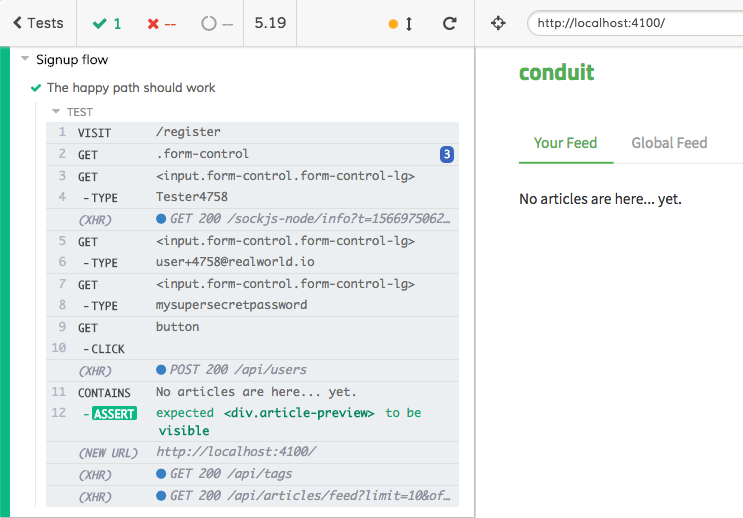 Tests 1 -- -- 5.19
Signup flow
The happy path should work
TEST
1 VISIT /register
2 GET .form-control 3
3 GET <input.form-control.form-control-lg>
4 -TYPE Tester4758
(XHR) GET 200 /sockjs-node/info?t=1566975062...
5 GET <input.form-control.form-control-lg>
6 -TYPE user+4758@realworld.io
7 GET <input.form-control.form-control-lg>
8 -TYPE mysupersecretpassword
9 GET button
10 -CLICK
(XHR) POST 200 /api/users
11 CONTAINS No articles are here... yet.
12 -ASSERT expected <div.article-preview> to be
visible
(NEW URL) http://localhost:4100/
(XHR) GET 200 /api/tags
(XHR) GET 200 /api/articles/feed?limit=10&of...
http://localhost:4100/
conduit
Your Feed Global Feed
No articles are here... yet.